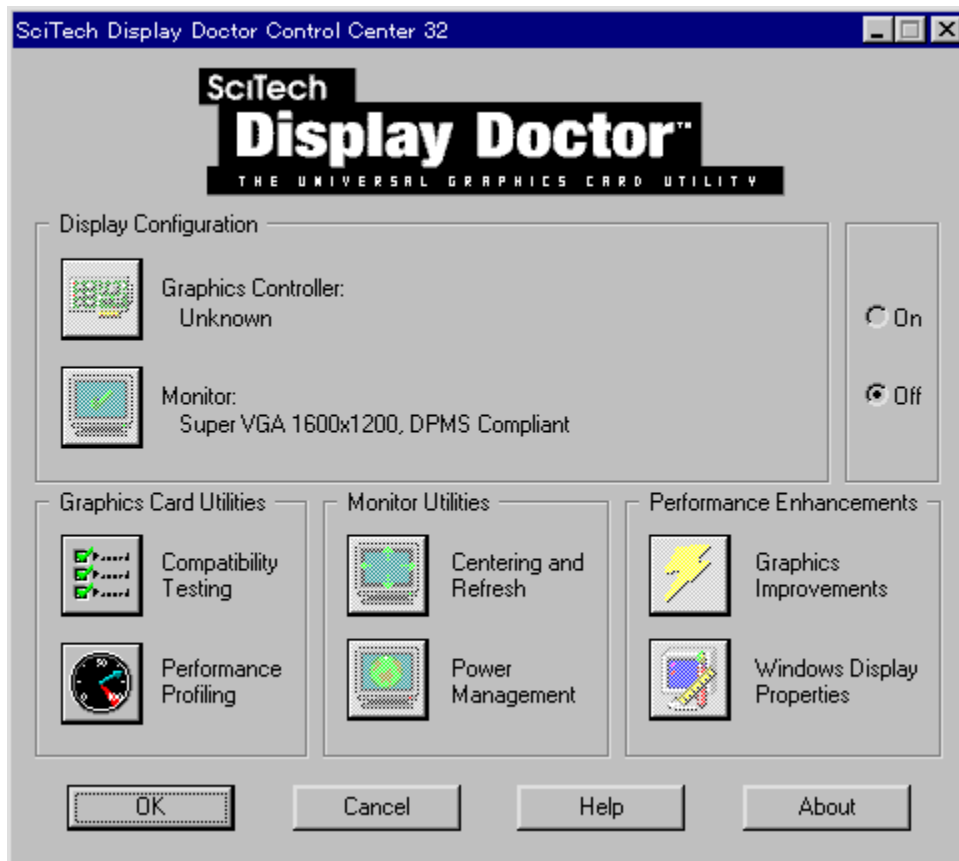 SciTech Display Doctor Control Center 32
SciTech
Display Doctor™
THE UNIVERSAL GRAPHICS CARD UTILITY
Display Configuration
Graphics Controller:
Unknown
Monitor:
Super VGA 1600x1200, DPMS Compliant
On
Off
Graphics Card Utilities
Compatibility
Testing
Performance
Profiling
Monitor Utilities
Centering and
Refresh
Power
Management
Performance Enhancements
Graphics
Improvements
Windows Display
Properties
OK
Cancel
Help
About